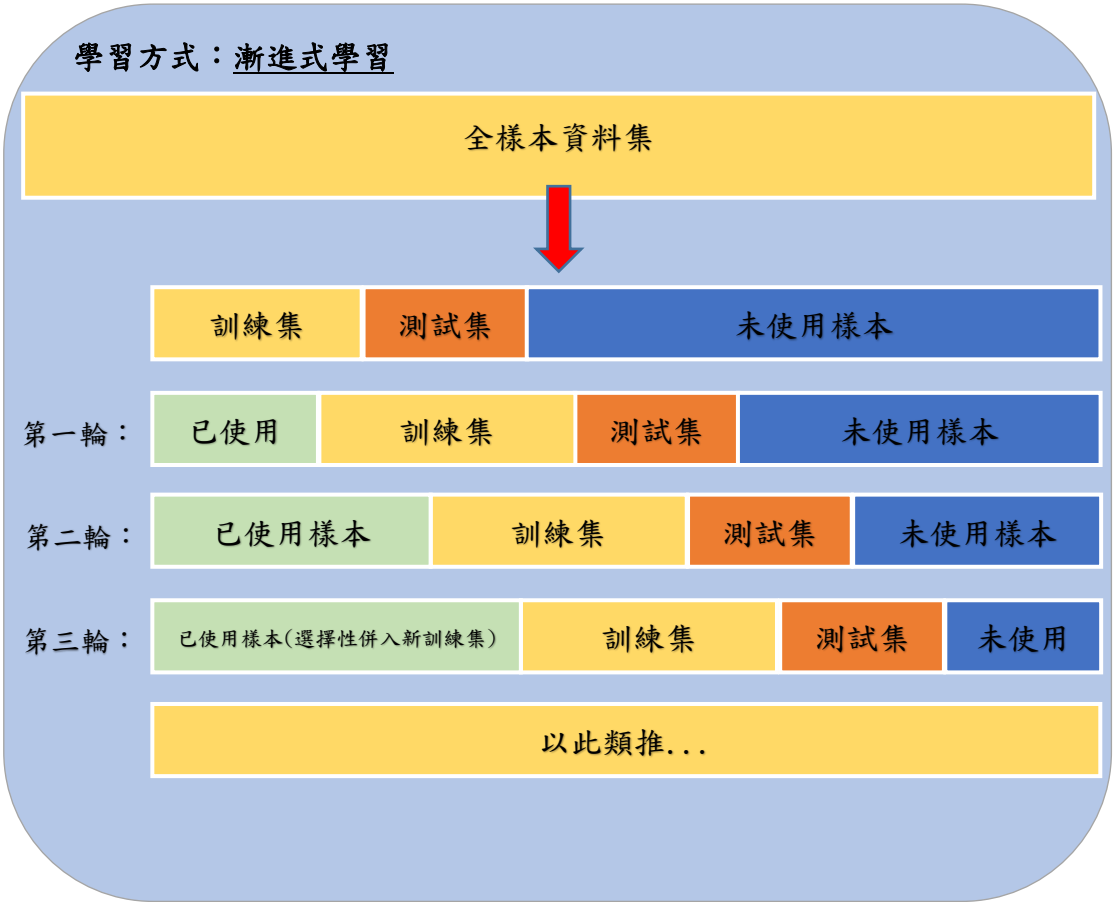 學習方式：漸進式學習
全樣本資料集
訓練集 測試集 未使用樣本
第一輪： 已使用 訓練集 測試集 未使用樣本
第二輪： 已使用樣本 訓練集 測試集 未使用樣本
第三輪： 已使用樣本(選擇性併入新訓練集) 訓練集 測試集 未使用
以此類推...